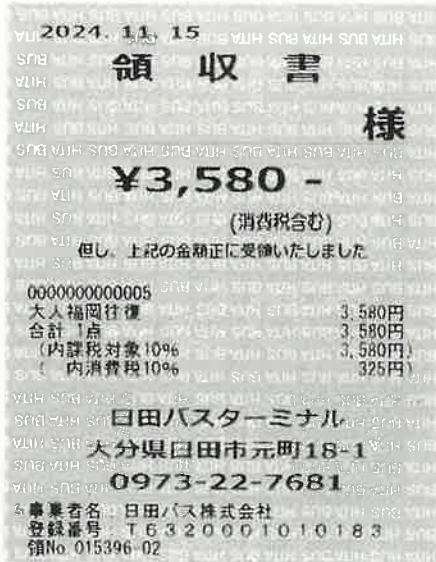 2024. 11. 15
領 収 書
様
¥3,580 -
(消費税含む)
但し、上記の金額正に受領いたしました
0000000000005
大人福岡往復 3,580円
合計 1点 3,580円
(内課税対象10% 3,580円)
( 内消費税10% 325円)
日田バスターミナル
大分県日田市元町18-1
0973-22-7681
事業者名 日田バス株式会社
登録番号 T6320001010183
領No 015396-02